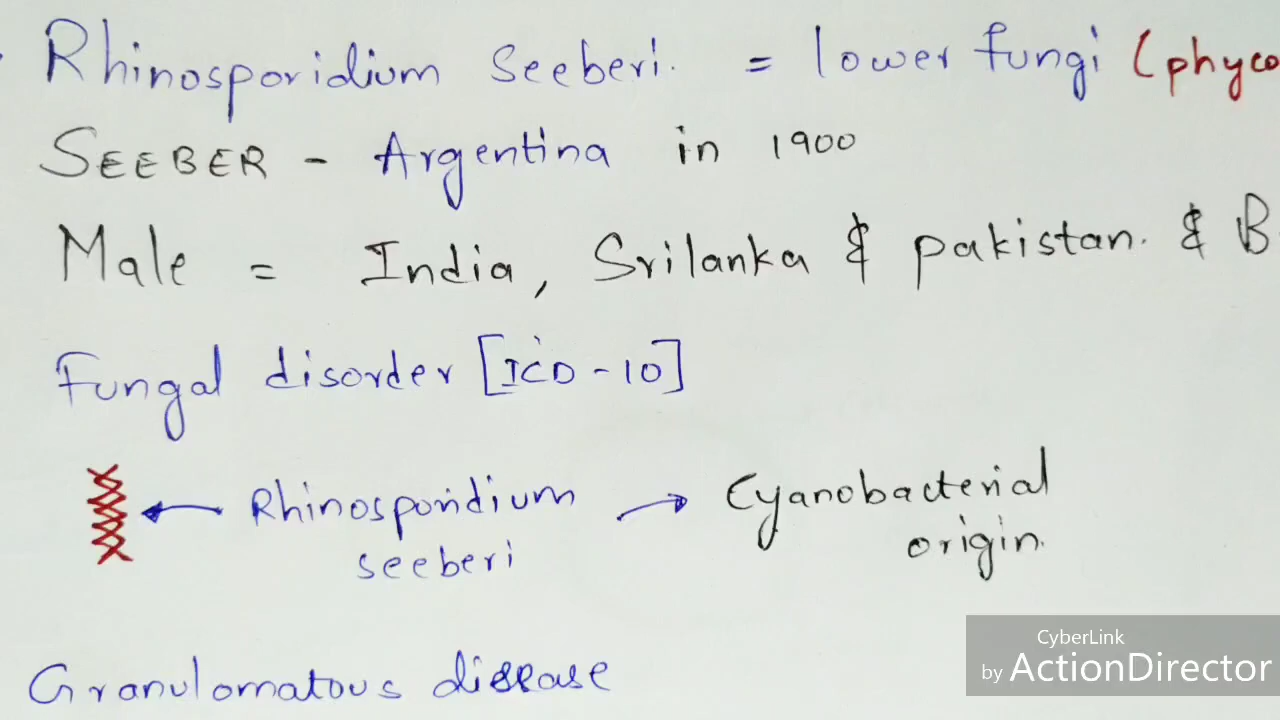 Rhinosporidium seeberi. = lower fungi (phyco
SEEBER - Argentina in 1900
Male = India, Srilanka & pakistan. & B.
Fungal disorder [ICD-10]
← Rhinosporidium → Cyanobacterial
seeberi origin.
Granulomatous disease
CyberLink
by ActionDirector